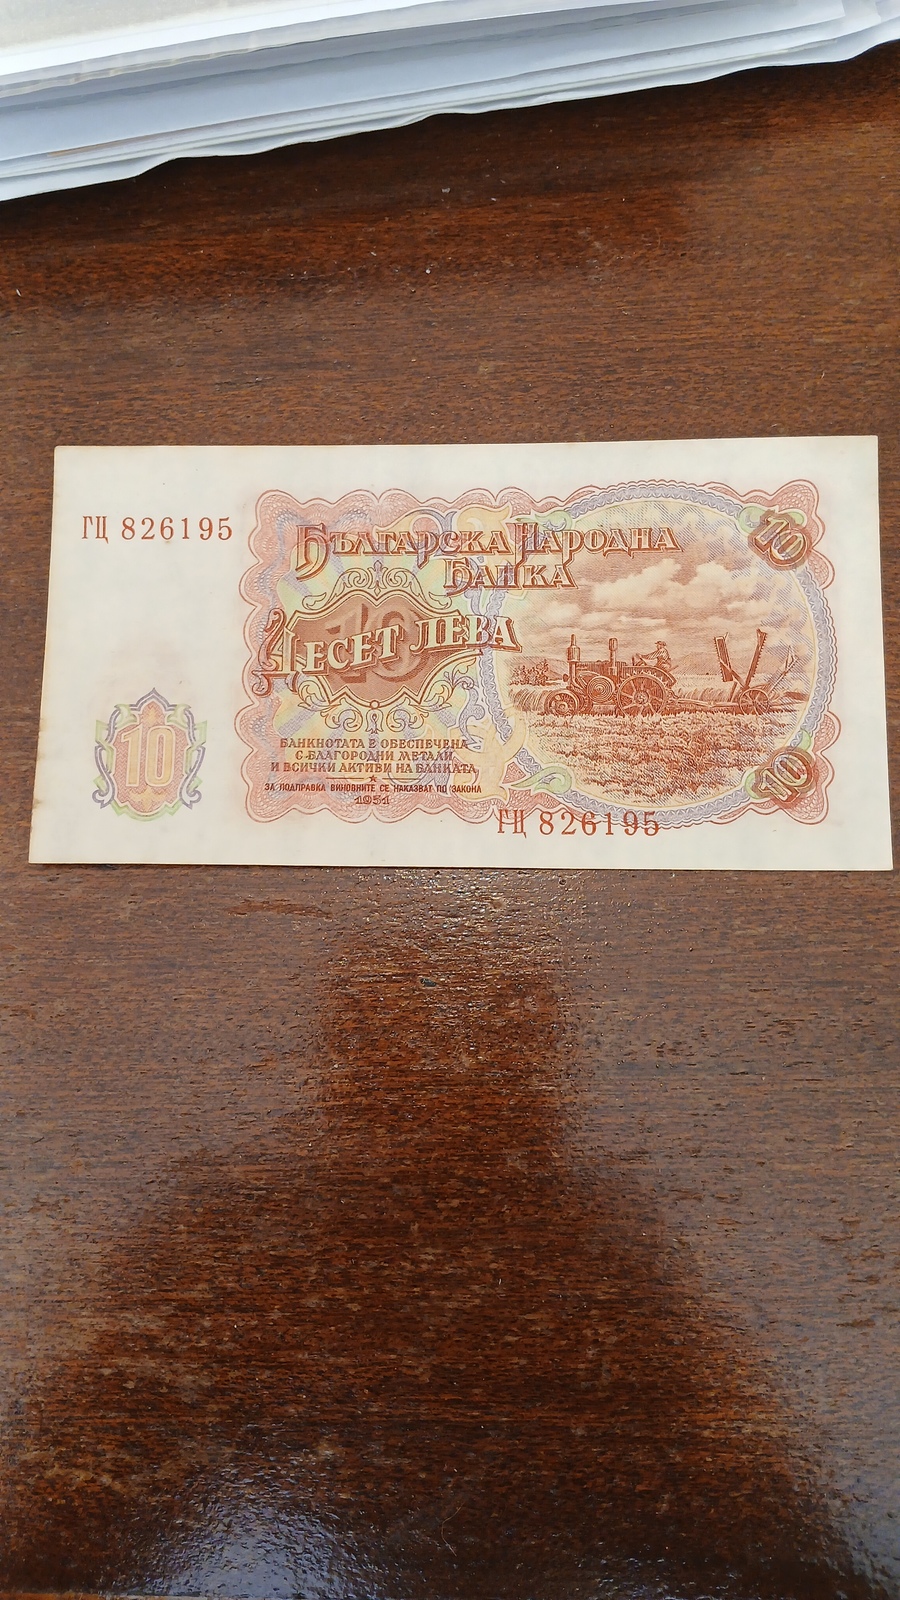 ГЦ 826195
БЪЛГАРСКА НАРОДНА
БАНКА
10
10
ДЕСЕТ ЛЕВА
10
БАНКНОТАТА Е ОБЕЗПЕЧЕНА
С БЛАГОРОДНИ МЕТАЛИ
И ВСИЧКИ АКТИВИ НА БАНКАТА
ЗА ПОДПРАВКА ВИНОВНИТЕ СЕ НАКАЗВАТ ПО ЗАКОНА
1951
10
ГЦ 826195